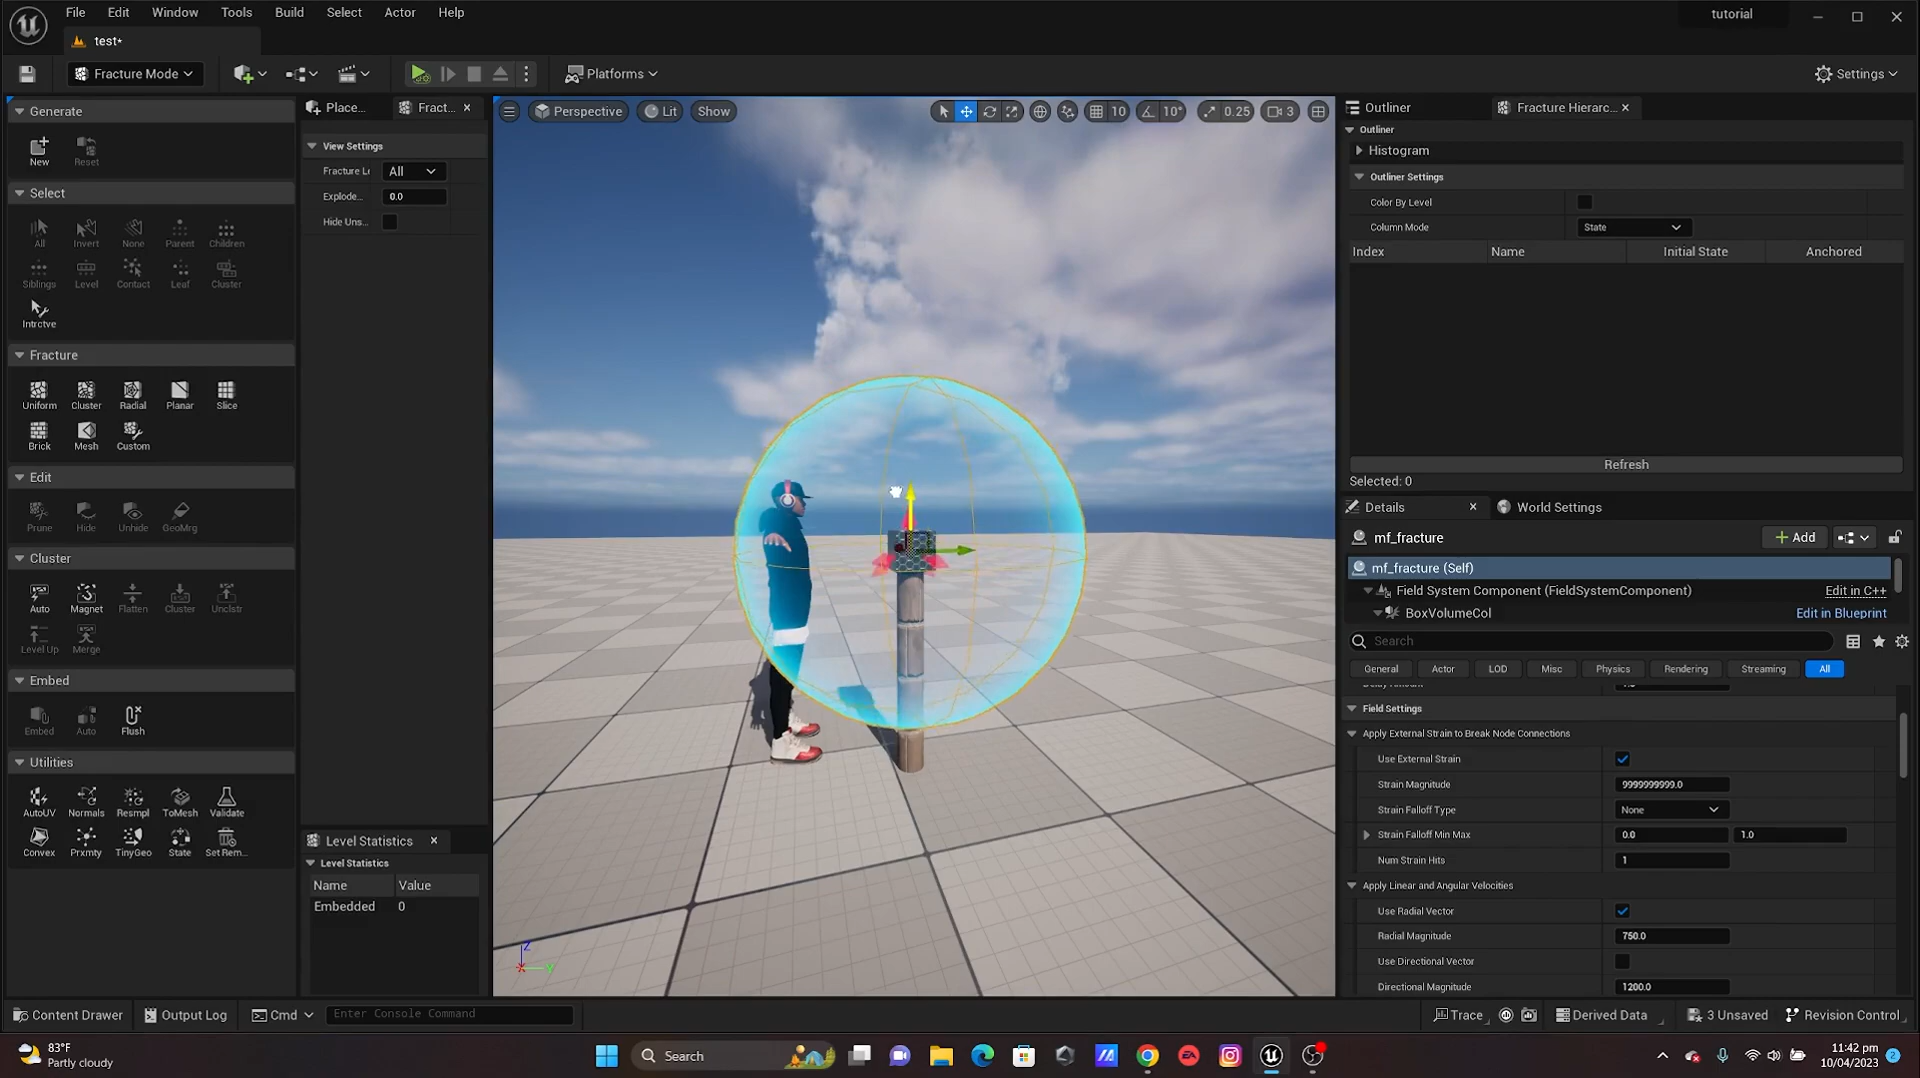 File Edit Window Tools Build Select Actor Help
tutorial
test*
Fracture Mode
Platforms
Settings
Generate
New Reset
Select
All Invert None Parent Children
Siblings Level Contact Leaf Cluster
Intrctve
Fracture
Uniform Cluster Radial Planar Slice
Brick Mesh Custom
Edit
Prune Hide Unhide GeoMrg
Cluster
Auto Magnet Flatten Cluster Unclstr
Level Up Merge
Embed
Embed Auto Flush
Utilities
AutoUV Normals Resmpl ToMesh Validate
Convex Prxmty TinyGeo State Set Rem...
Place... Fract...
View Settings
Fracture Le All
Explode... 0.0
Hide Uns...
Level Statistics
Level Statistics
Name Value
Embedded 0
Perspective Lit Show
10 10° 0.25 3
Z
Y
X
Outliner Fracture Hierarc...
Outliner
Histogram
Outliner Settings
Color By Level
Column Mode State
Index Name Initial State Anchored
Refresh
Selected: 0
Details World Settings
mf_fracture Add
mf_fracture (Self)
Field System Component (FieldSystemComponent) Edit in C++
BoxVolumeCol Edit in Blueprint
Search
General Actor LOD Misc Physics Rendering Streaming All
Field Settings
Apply External Strain to Break Node Connections
Use External Strain
Strain Magnitude 9999999999.0
Strain Falloff Type None
Strain Falloff Min Max 0.0 1.0
Num Strain Hits 1
Apply Linear and Angular Velocities
Use Radial Vector
Radial Magnitude 750.0
Use Directional Vector
Directional Magnitude 1200.0
Content Drawer Output Log Cmd Enter Console Command
Trace Derived Data 3 Unsaved Revision Control
83°F
Partly cloudy
Search
EA
11:42 pm
10/04/2023
2